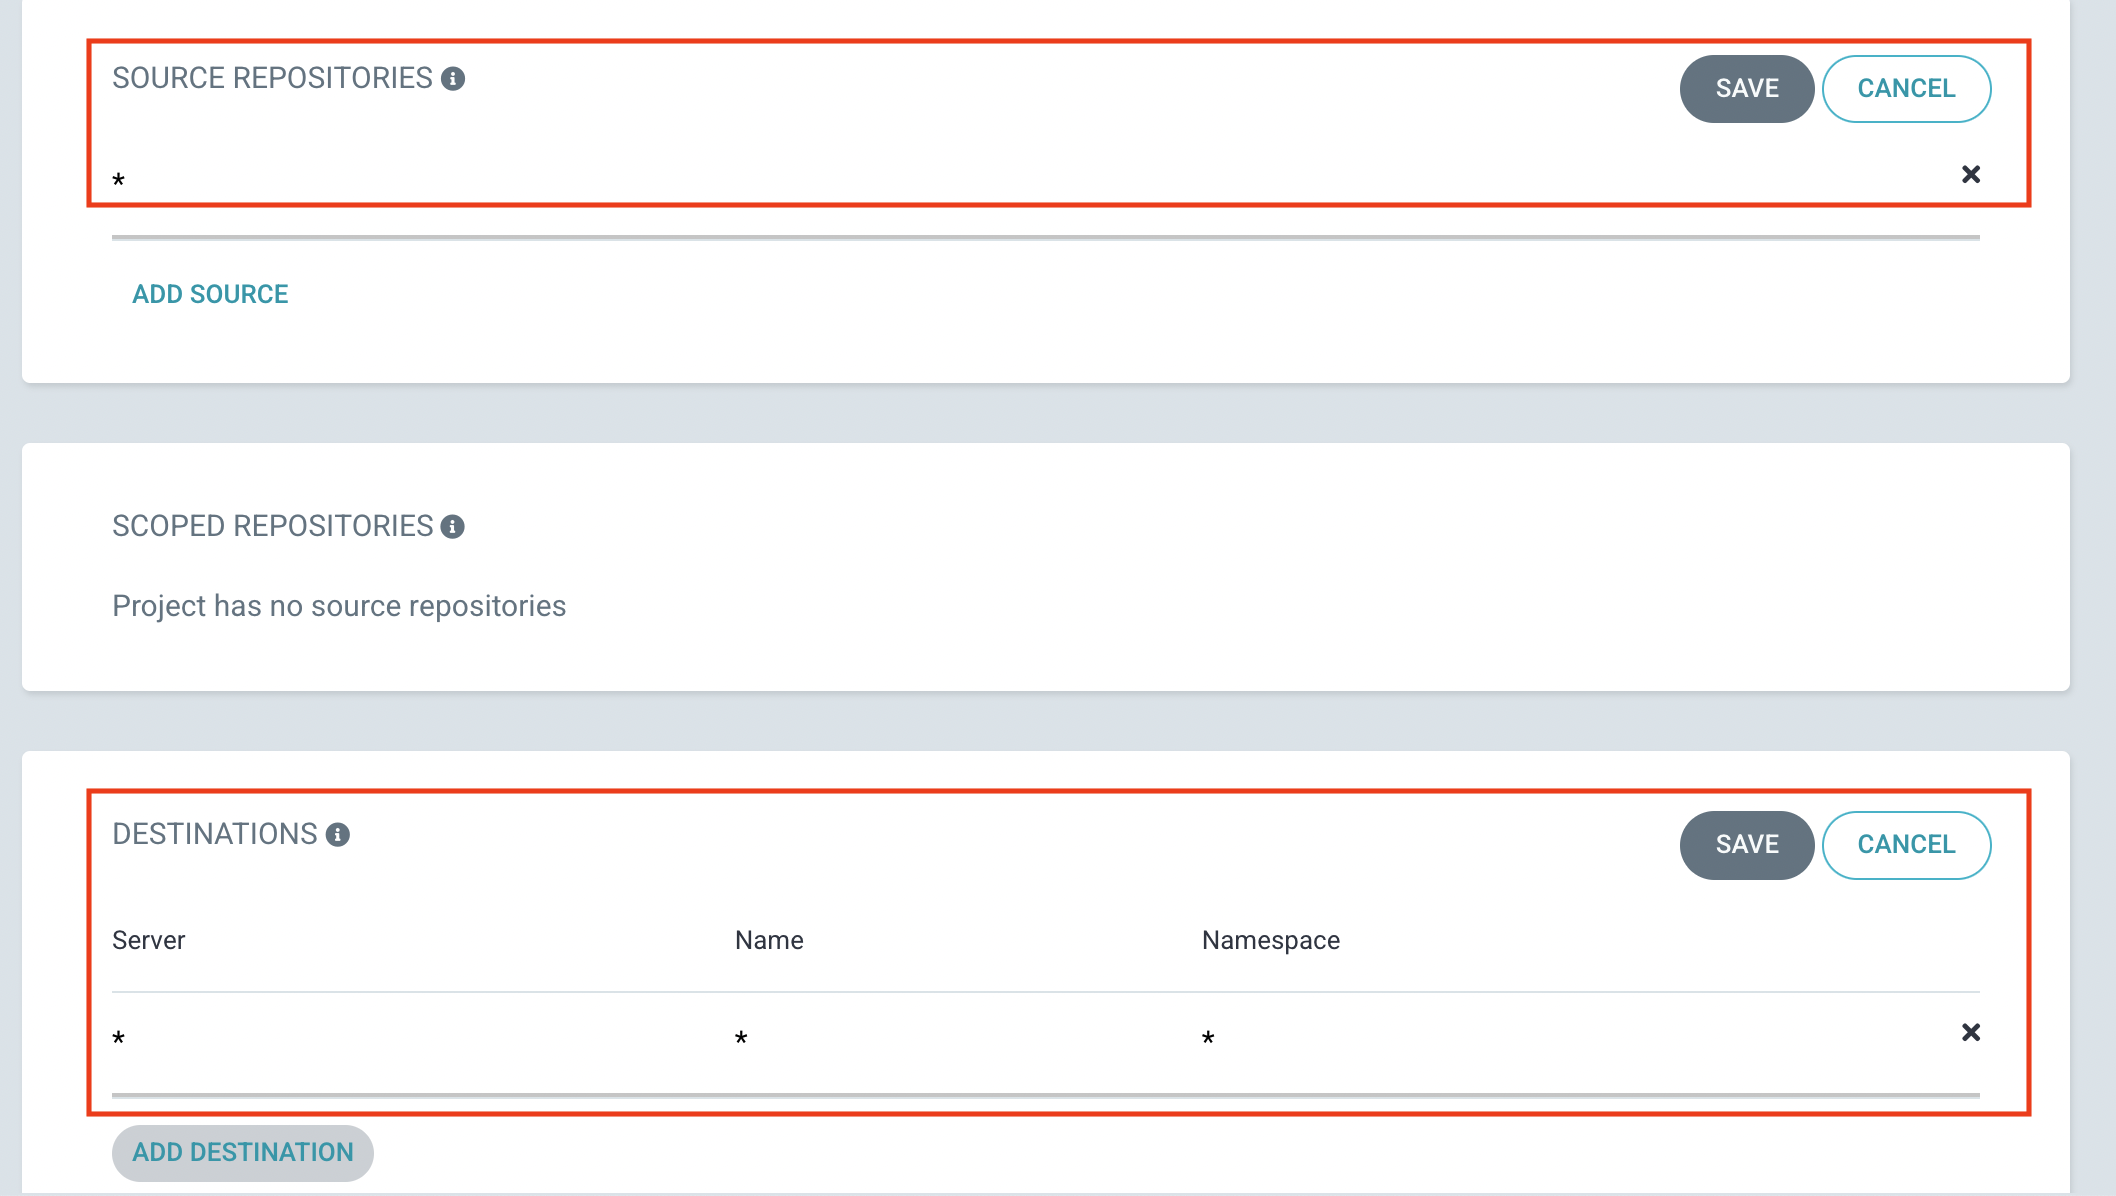 SOURCE REPOSITORIES
SAVE CANCEL
*
ADD SOURCE
SCOPED REPOSITORIES
Project has no source repositories
DESTINATIONS
SAVE CANCEL
Server Name Namespace
* * *
ADD DESTINATION